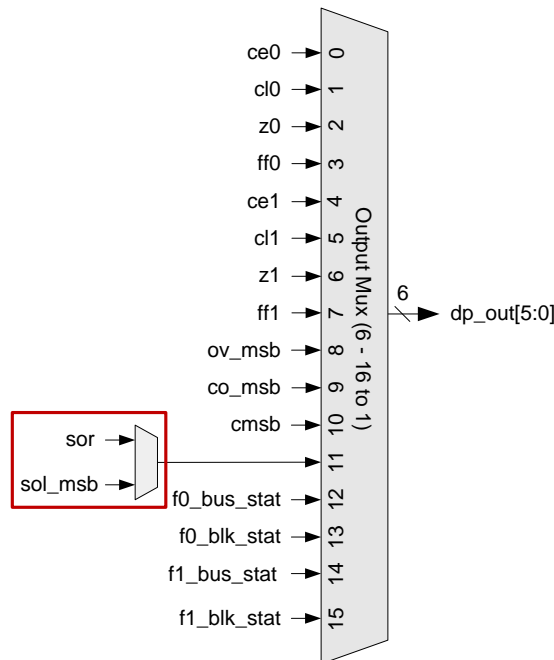 ce0 0
cl0 1
z0 2
ff0 3
ce1 4
cl1 5
z1 6
ff1 7
ov_msb 8
co_msb 9
cmsb 10
sor
11
sol_msb
f0_bus_stat 12
f0_blk_stat 13
f1_bus_stat 14
f1_blk_stat 15
Output Mux (6 - 16 to 1)
6
dp_out[5:0]